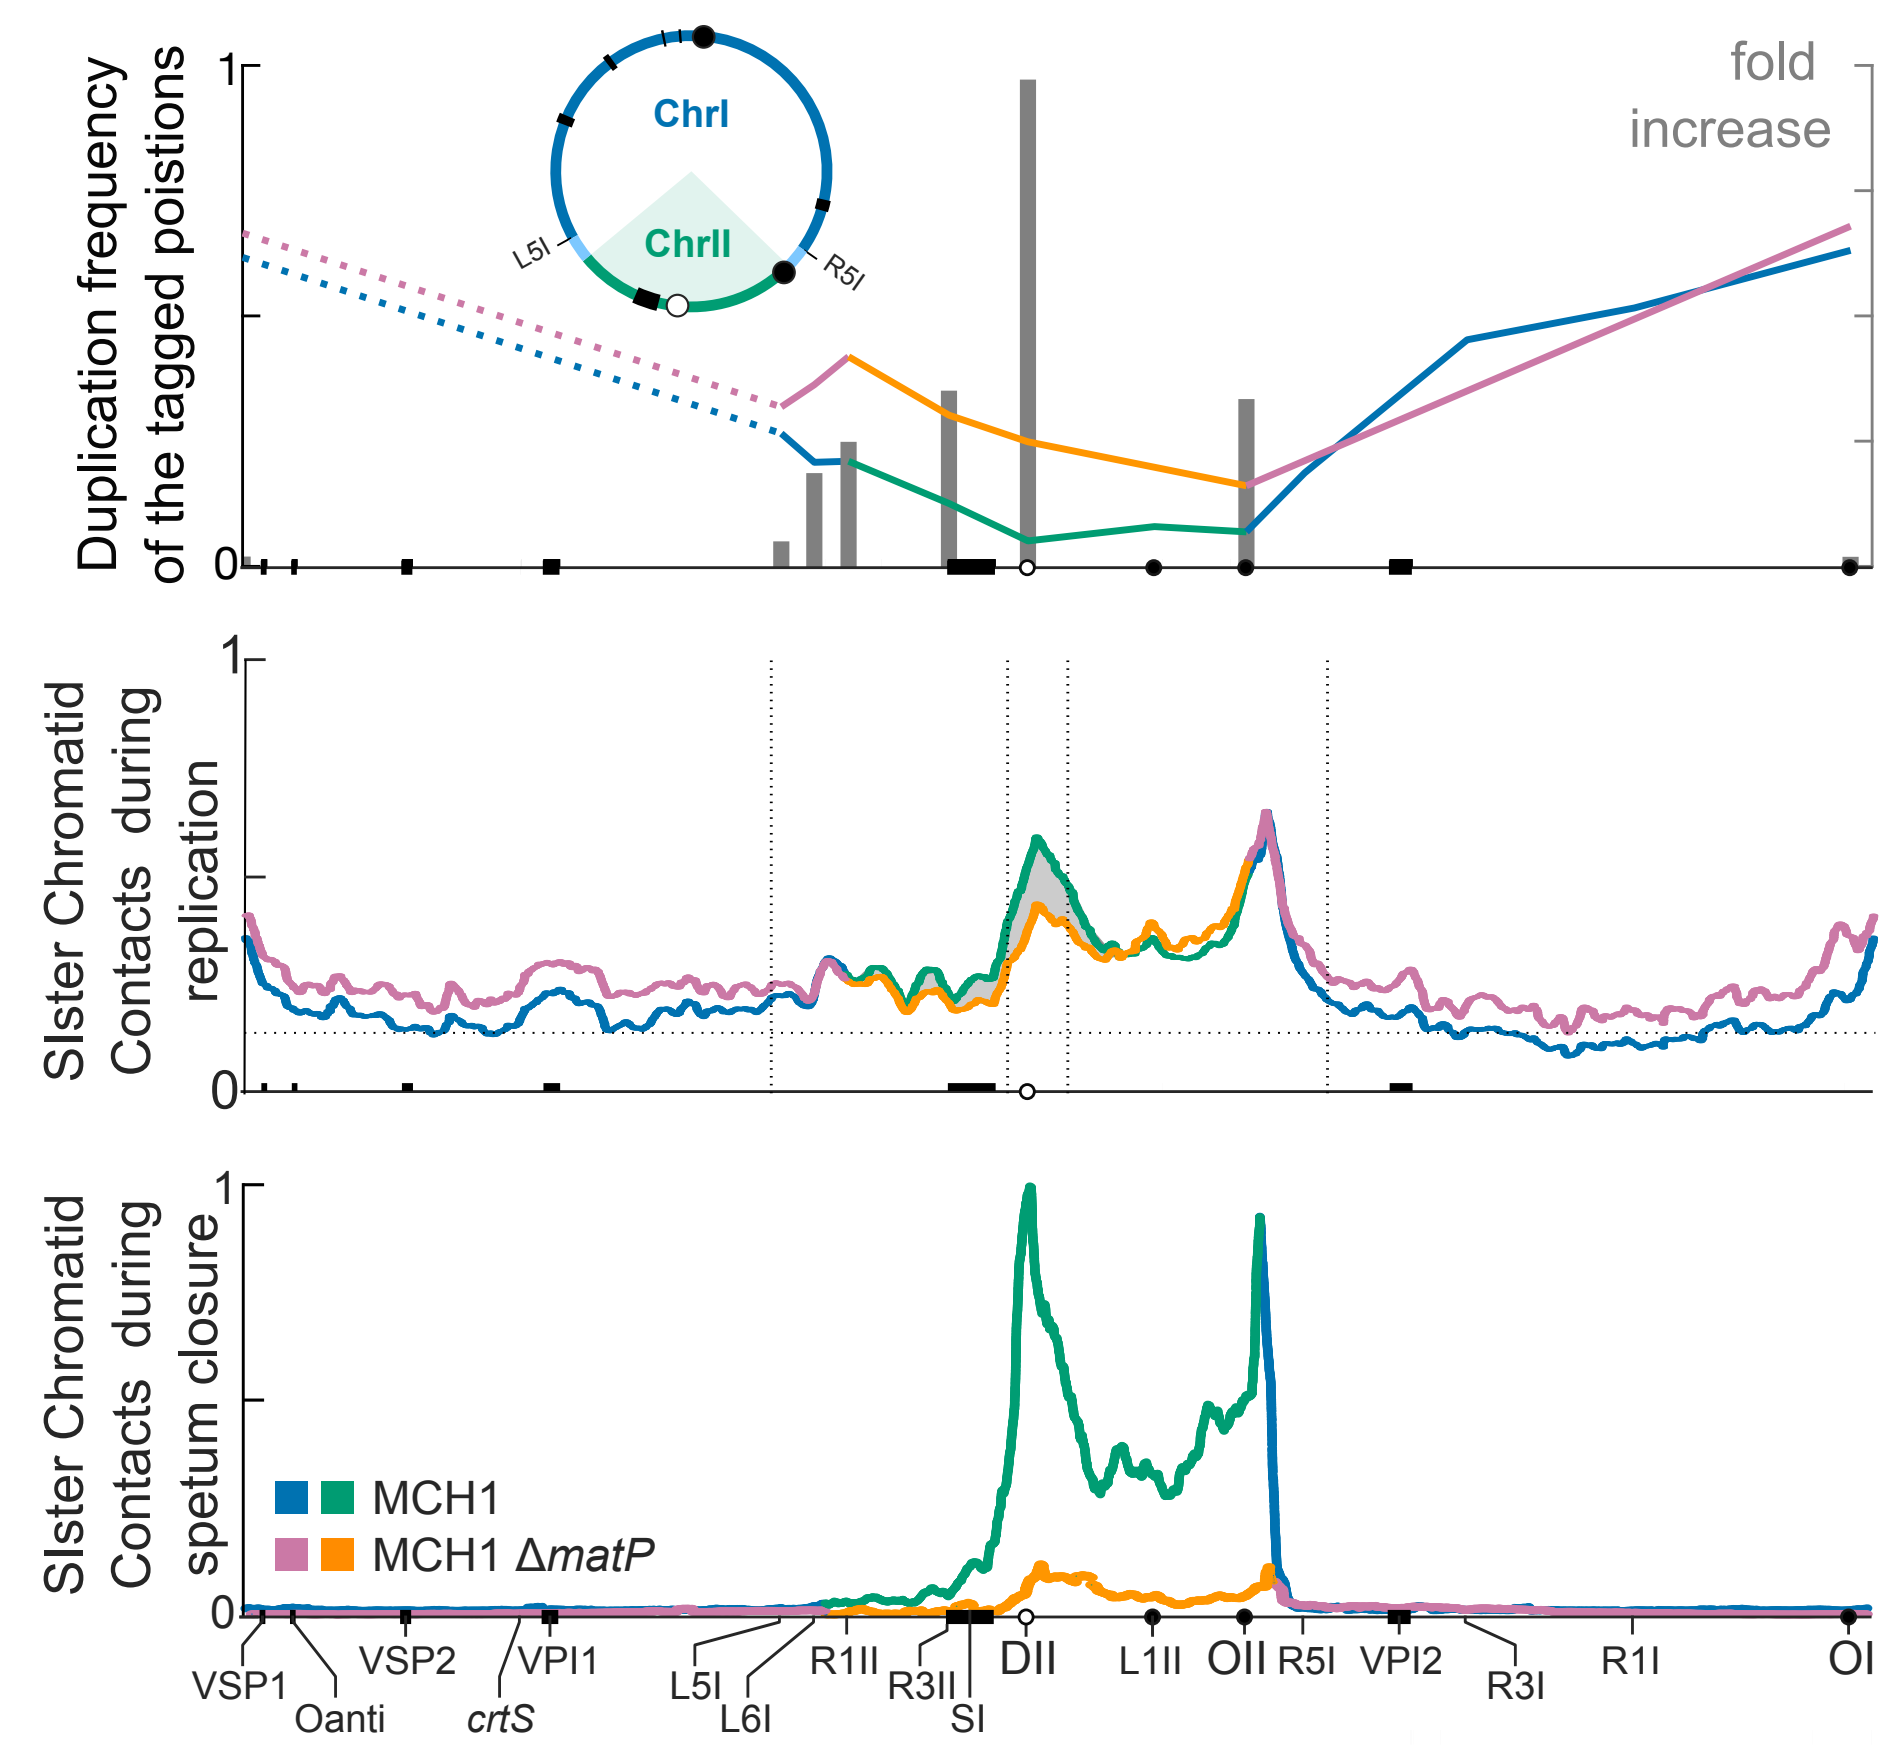 Duplication frequency
of the tagged poistions
1
0
ChrI
ChrII
L5I
R5I
fold
increase
SIster Chromatid
Contacts during
replication
1
0
SIster Chromatid
Contacts during
spetum closure
1
0
MCH1
MCH1 ΔmatP
VSP1
Oanti
VSP2
crtS
VPI1
L5I
L6I
R1II
R3II
SI
DII
L1II
OII
R5I
VPI2
R3I
R1I
OI